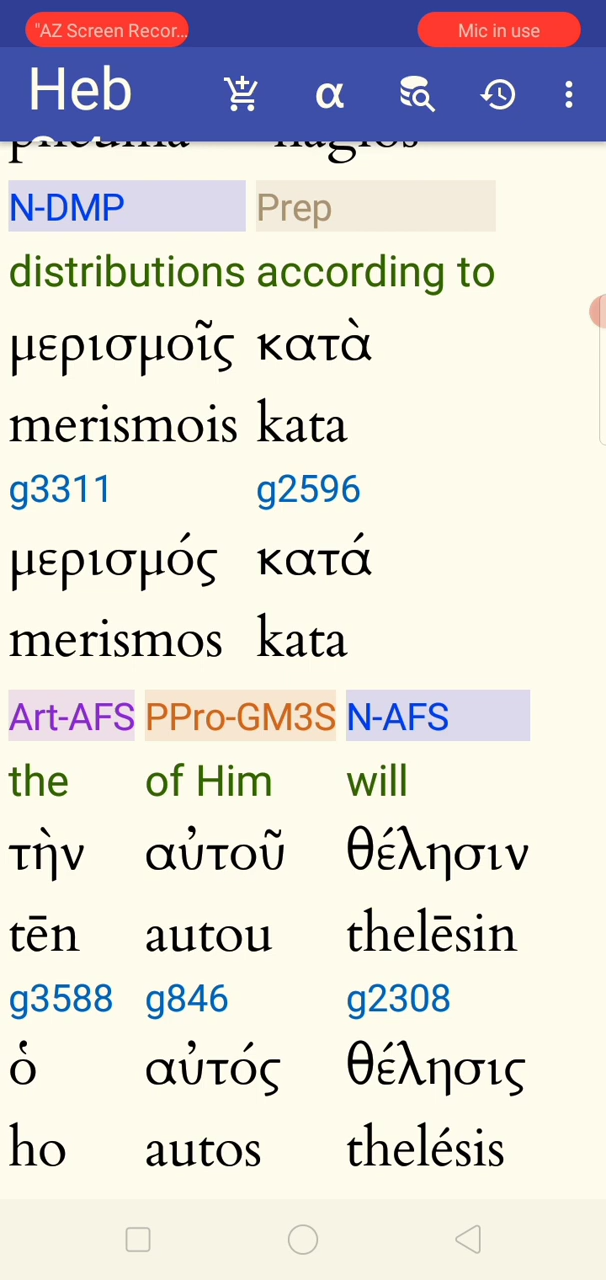 "AZ Screen Recor... Mic in use
Heb α
pneuma hagios
N-DMP Prep
distributions according to
μερισμοῖς κατὰ
merismois kata
g3311 g2596
μερισμός κατά
merismos kata
Art-AFS PPro-GM3S N-AFS
the of Him will
τὴν αὐτοῦ θέλησιν
tēn autou thelēsin
g3588 g846 g2308
ὁ αὐτός θέλησις
ho autos thelésis